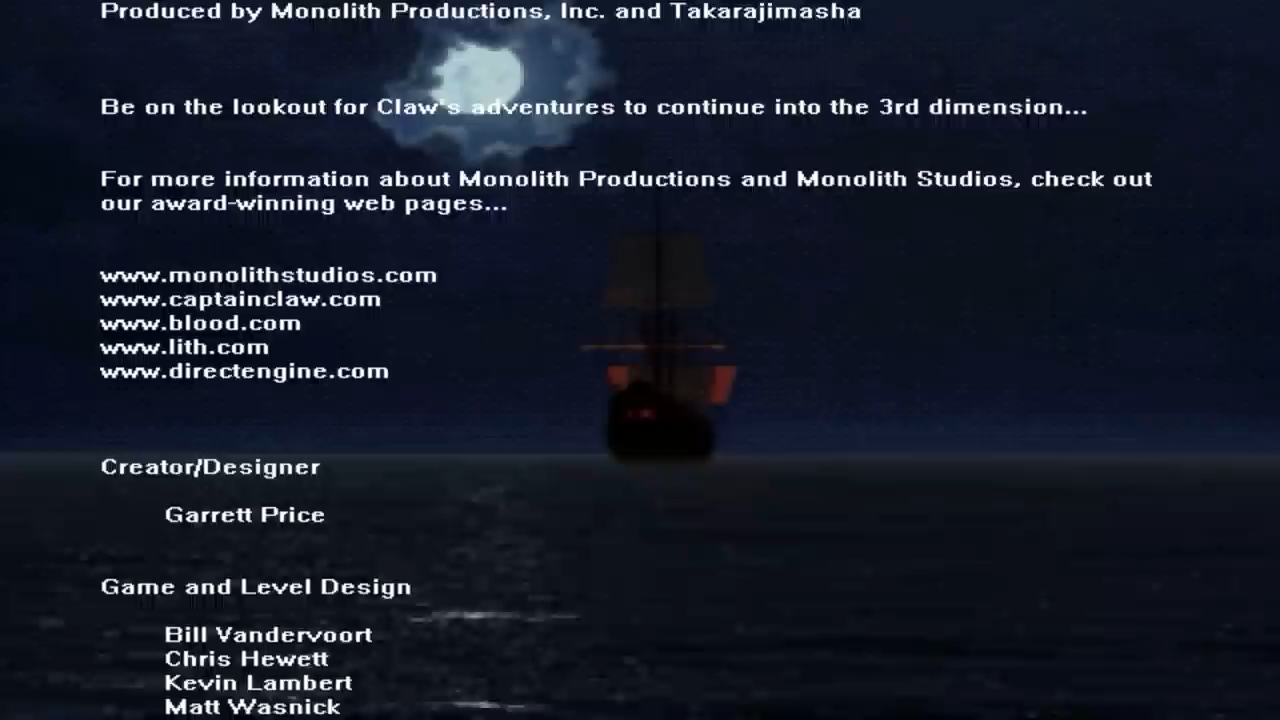 Produced by Monolith Productions, Inc. and Takarajimasha
Be on the lookout for Claw's adventures to continue into the 3rd dimension...
For more information about Monolith Productions and Monolith Studios, check out
our award-winning web pages...
www.monolithstudios.com
www.captainclaw.com
www.blood.com
www.lith.com
www.directengine.com
Creator/Designer
Garrett Price
Game and Level Design
Bill Vandervoort
Chris Hewett
Kevin Lambert
Matt Wasnick